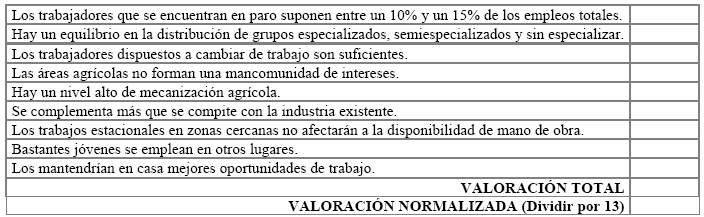 Los trabajadores que se encuentran en paro suponen entre un 10% y un 15% de los empleos totales.
Hay un equilibrio en la distribución de grupos especializados, semiespecializados y sin especializar.
Los trabajadores dispuestos a cambiar de trabajo son suficientes.
Las áreas agrícolas no forman una mancomunidad de intereses.
Hay un nivel alto de mecanización agrícola.
Se complementa más que se compite con la industria existente.
Los trabajos estacionales en zonas cercanas no afectarán a la disponibilidad de mano de obra.
Bastantes jóvenes se emplean en otros lugares.
Los mantendrían en casa mejores oportunidades de trabajo.
VALORACIÓN TOTAL
VALORACIÓN NORMALIZADA (Dividir por 13)